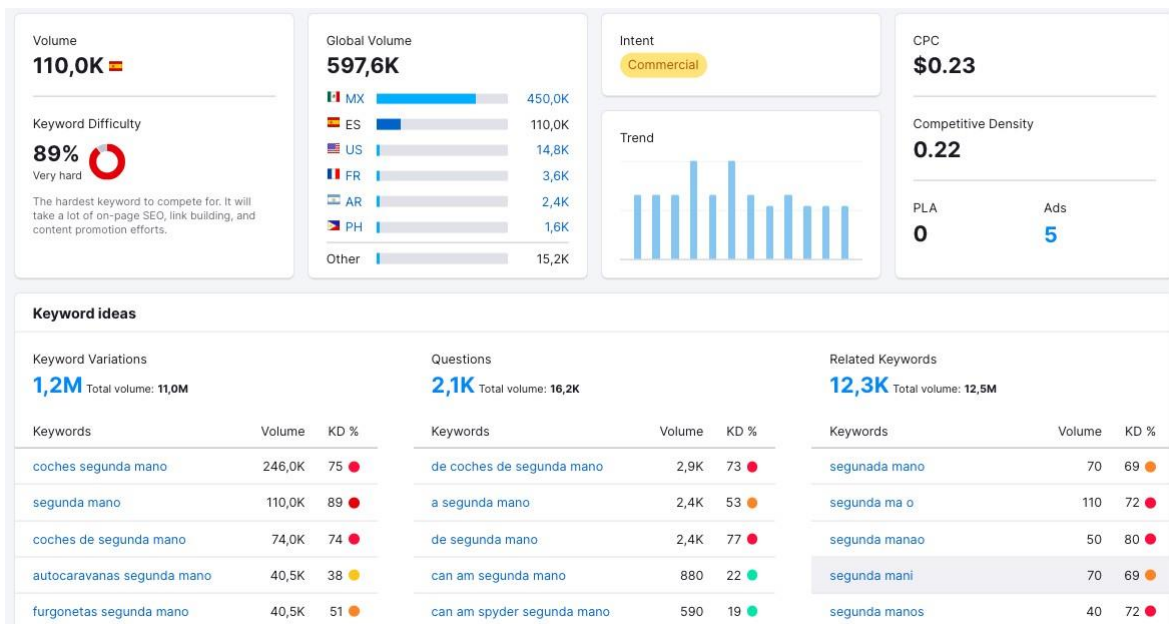 Volume
110,0K
Keyword Difficulty
89%
Very hard
The hardest keyword to compete for. It will
take a lot of on-page SEO, link building, and
content promotion efforts.
Global Volume
597,6K
MX 450,0K
ES 110,0K
US 14,8K
FR 3,6K
AR 2,4K
PH 1,6K
Other 15,2K
Intent
Commercial
Trend
CPC
$0.23
Competitive Density
0.22
PLA Ads
0 5
Keyword ideas
Keyword Variations
1,2M Total volume: 11,0M
Keywords Volume KD %
coches segunda mano 246,0K 75
segunda mano 110,0K 89
coches de segunda mano 74,0K 74
autocaravanas segunda mano 40,5K 38
furgonetas segunda mano 40,5K 51
Questions
2,1K Total volume: 16,2K
Keywords Volume KD %
de coches de segunda mano 2,9K 73
a segunda mano 2,4K 53
de segunda mano 2,4K 77
can am segunda mano 880 22
can am spyder segunda mano 590 19
Related Keywords
12,3K Total volume: 12,5M
Keywords Volume KD %
segunada mano 70 69
segunda ma o 110 72
segunda manao 50 80
segunda mani 70 69
segunda manos 40 72